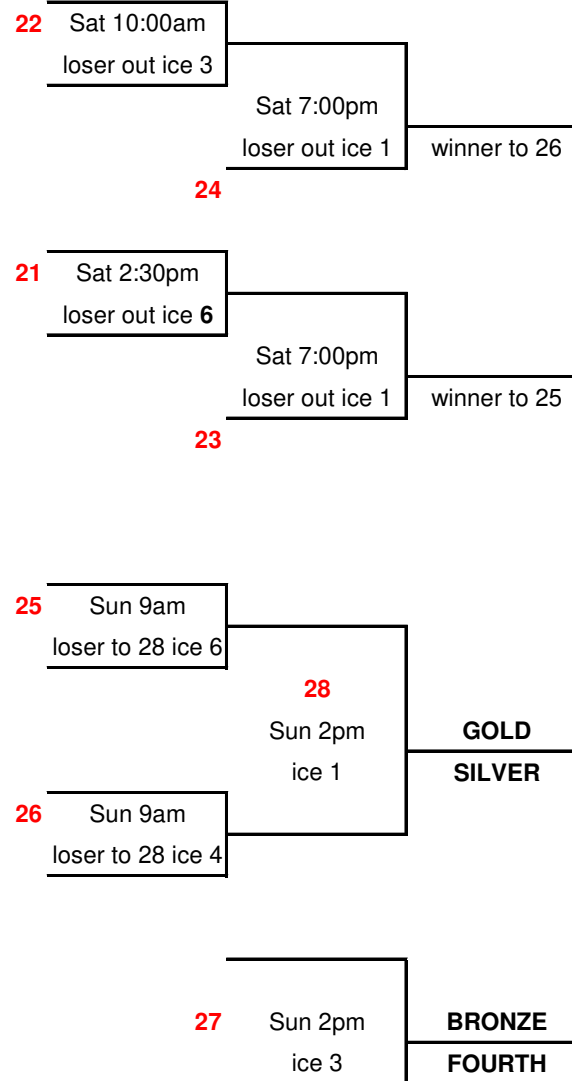 22 Sat 10:00am
loser out ice 3
Sat 7:00pm
loser out ice 1 winner to 26
24
21 Sat 2:30pm
loser out ice 6
Sat 7:00pm
loser out ice 1 winner to 25
23
25 Sun 9am
loser to 28 ice 6
28
Sun 2pm GOLD
ice 1 SILVER
26 Sun 9am
loser to 28 ice 4
27 Sun 2pm BRONZE
ice 3 FOURTH